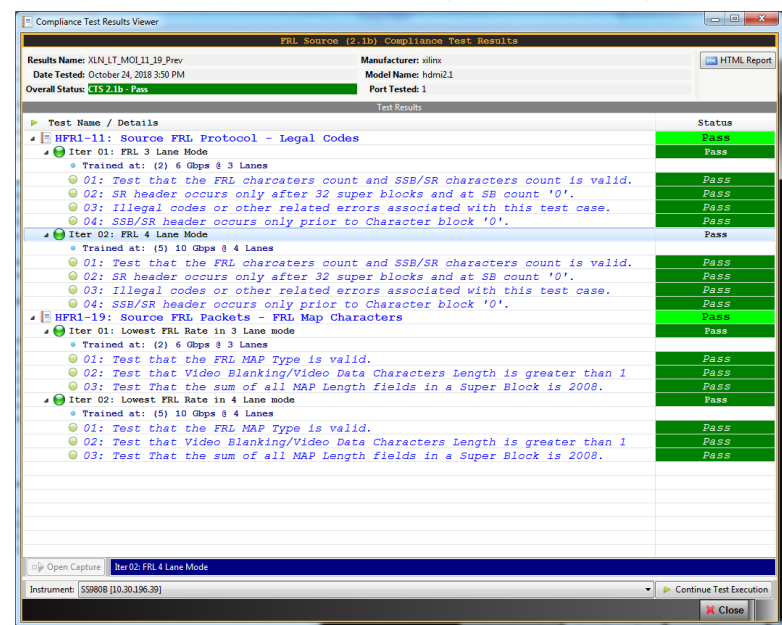 Compliance Test Results Viewer
FRL Source (2.1b) Compliance Test Results
Results Name: XLN_LT_MOI_11_19_Prev Manufacturer: xilinx HTML Report
Date Tested: October 24, 2018 3:50 PM Model Name: hdmi2.1
Overall Status: CTS 2.1b - Pass Port Tested: 1
Test Results
Test Name / Details Status
HFR1-11: Source FRL Protocol - Legal Codes Pass
Iter 01: FRL 3 Lane Mode Pass
Trained at: (2) 6 Gbps @ 3 Lanes
01: Test that the FRL charcaters count and SSB/SR characters count is valid. Pass
02: SR header occurs only after 32 super blocks and at SB count '0'. Pass
03: Illegal codes or other related errors associated with this test case. Pass
04: SSB/SR header occurs only prior to Character block '0'. Pass
Iter 02: FRL 4 Lane Mode Pass
Trained at: (5) 10 Gbps @ 4 Lanes
01: Test that the FRL charcaters count and SSB/SR characters count is valid. Pass
02: SR header occurs only after 32 super blocks and at SB count '0'. Pass
03: Illegal codes or other related errors associated with this test case. Pass
04: SSB/SR header occurs only prior to Character block '0'. Pass
HFR1-19: Source FRL Packets - FRL Map Characters Pass
Iter 01: Lowest FRL Rate in 3 Lane mode Pass
Trained at: (2) 6 Gbps @ 3 Lanes
01: Test that the FRL MAP Type is valid. Pass
02: Test that Video Blanking/Video Data Characters Length is greater than 1 Pass
03: Test That the sum of all MAP Length fields in a Super Block is 2008. Pass
Iter 02: Lowest FRL Rate in 4 Lane mode Pass
Trained at: (5) 10 Gbps @ 4 Lanes
01: Test that the FRL MAP Type is valid. Pass
02: Test that Video Blanking/Video Data Characters Length is greater than 1 Pass
03: Test That the sum of all MAP Length fields in a Super Block is 2008. Pass
Open Capture Iter 02: FRL 4 Lane Mode
Instrument: SS980B [10.30.196.39] Continue Test Execution
Close